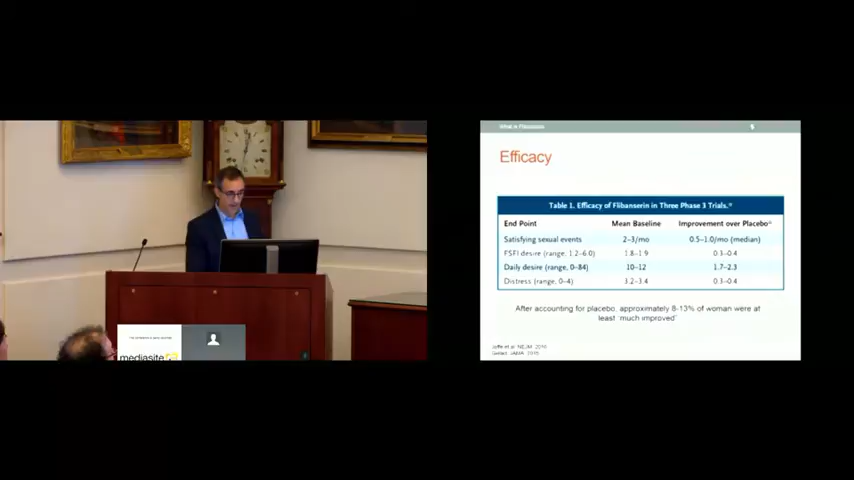 mediasite
What is Flibanserin
5
Efficacy
Table 1. Efficacy of Flibanserin in Three Phase 3 Trials.
End Point Mean Baseline Improvement over Placebo
Satisfying sexual events 2–3/mo 0.5–1.0/mo (median)
FSFI desire (range, 1.2–6.0) 1.8–1.9 0.3–0.4
Daily desire (range, 0–84) 10–12 1.7–2.3
Distress (range, 0–4) 3.2–3.4 0.3–0.4
After accounting for placebo, approximately 8-13% of woman were at
least 'much improved'
Joffe et al. NEJM 2016
Gellad. JAMA 2015